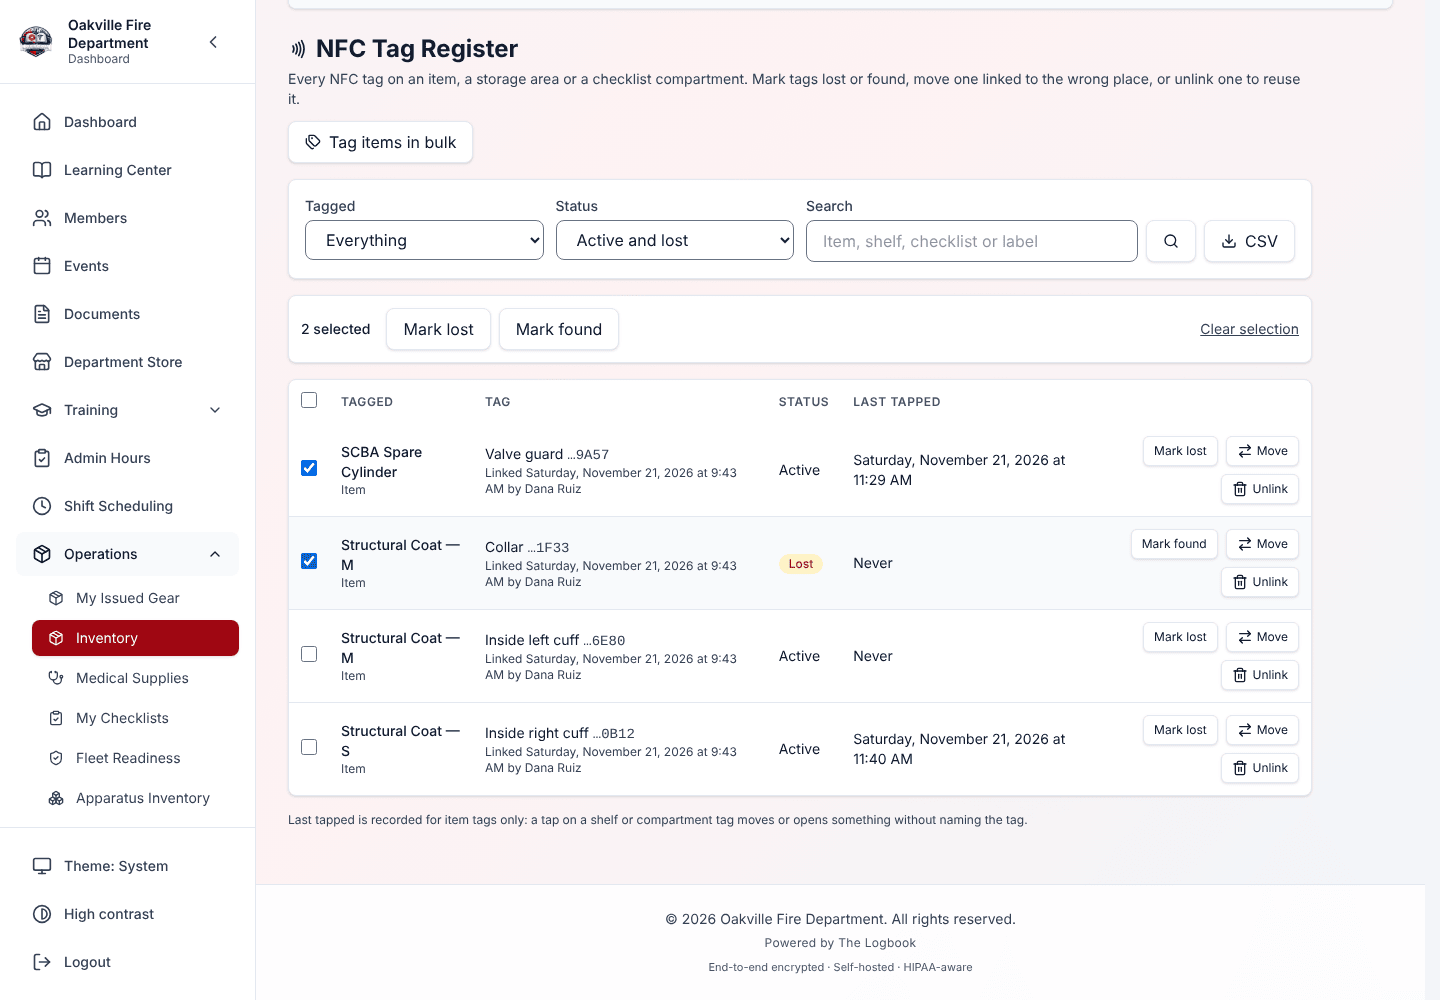 Oakville Fire
Department
Dashboard
Dashboard
Learning Center
Members
Events
Documents
Department Store
Training
Admin Hours
Shift Scheduling
Operations
My Issued Gear
Inventory
Medical Supplies
My Checklists
Fleet Readiness
Apparatus Inventory
Theme: System
High contrast
Logout
NFC Tag Register
Every NFC tag on an item, a storage area or a checklist compartment. Mark tags lost or found, move one linked to the wrong place, or unlink one to reuse
it.
Tag items in bulk
Tagged
Status
Search
Everything
Active and lost
Item, shelf, checklist or label
CSV
2 selected
Mark lost
Mark found
Clear selection
TAGGED
TAG
STATUS
LAST TAPPED
SCBA Spare
Cylinder
Item
Valve guard …9A57
Linked Saturday, November 21, 2026 at 9:43
AM by Dana Ruiz
Active
Saturday, November 21, 2026 at
11:29 AM
Mark lost
Move
Unlink
Structural Coat —
M
Item
Collar …1F33
Linked Saturday, November 21, 2026 at 9:43
AM by Dana Ruiz
Lost
Never
Mark found
Move
Unlink
Structural Coat —
M
Item
Inside left cuff …6E80
Linked Saturday, November 21, 2026 at 9:43
AM by Dana Ruiz
Active
Never
Mark lost
Move
Unlink
Structural Coat —
S
Item
Inside right cuff …0B12
Linked Saturday, November 21, 2026 at 9:43
AM by Dana Ruiz
Active
Saturday, November 21, 2026 at
11:40 AM
Mark lost
Move
Unlink
Last tapped is recorded for item tags only: a tap on a shelf or compartment tag moves or opens something without naming the tag.
© 2026 Oakville Fire Department. All rights reserved.
Powered by The Logbook
End-to-end encrypted · Self-hosted · HIPAA-aware